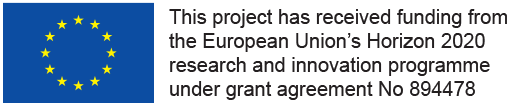 This project has received funding from
the European Union's Horizon 2020
research and innovation programme
under grant agreement No 894478